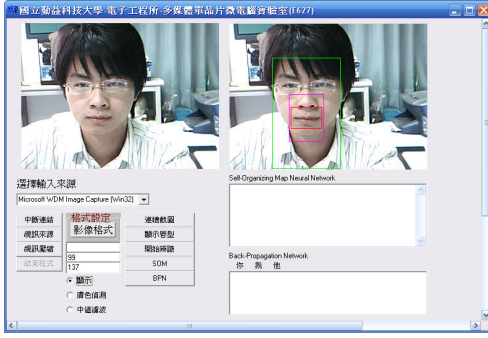 國立勤益科技大學 電子工程所 多媒體單晶片微電腦實驗室(E627)
選擇輸入來源
Microsoft WDM Image Capture (Win32)
中斷連結
格式設定
連續截圖
視訊來源
影像格式
顯示唇型
視訊壓縮
開始辨識
結束程式
99
SOM
137
BPN
顯示
膚色偵測
中值濾波
Self-Organizing Map Neural Network
Back-Propagation Network
你 我 他